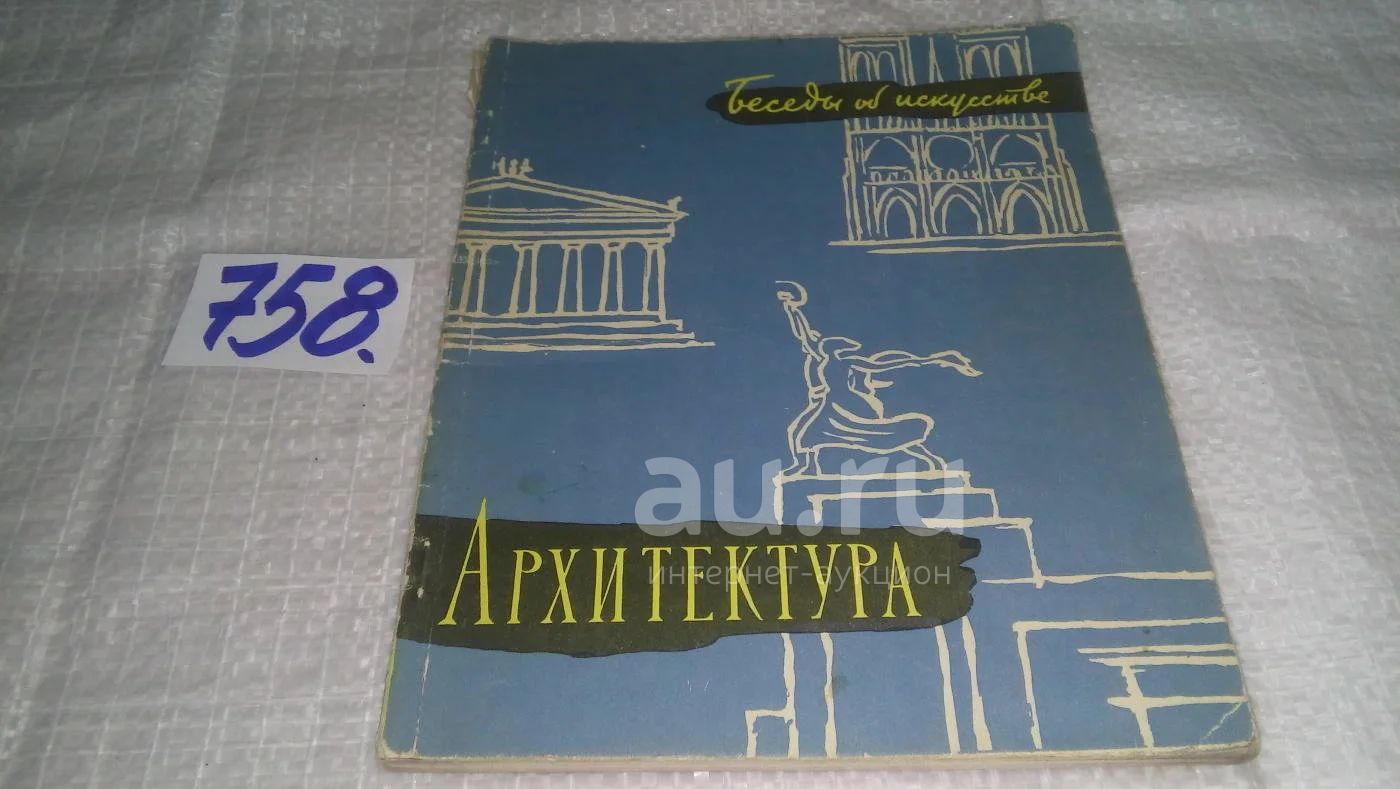 Беседы об искусстве
758.
au.ru
интернет-аукцион
АРХИТЕКТУРА